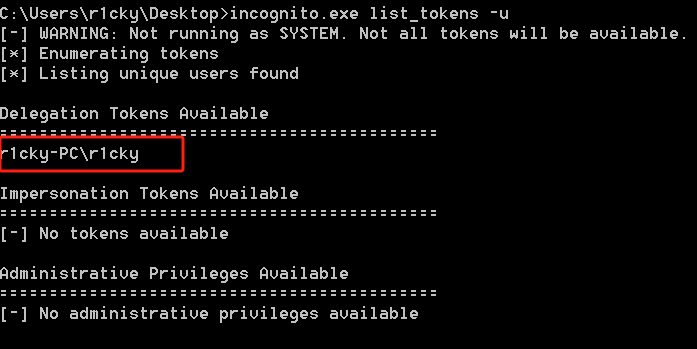 C:\Users\r1cky\Desktop>incognito.exe list_tokens -u
[-] WARNING: Not running as SYSTEM. Not all tokens will be available.
[*] Enumerating tokens
[*] Listing unique users found
Delegation Tokens Available
============================================
r1cky-PC\r1cky
Impersonation Tokens Available
============================================
[-] No tokens available
Administrative Privileges Available
============================================
[-] No administrative privileges available